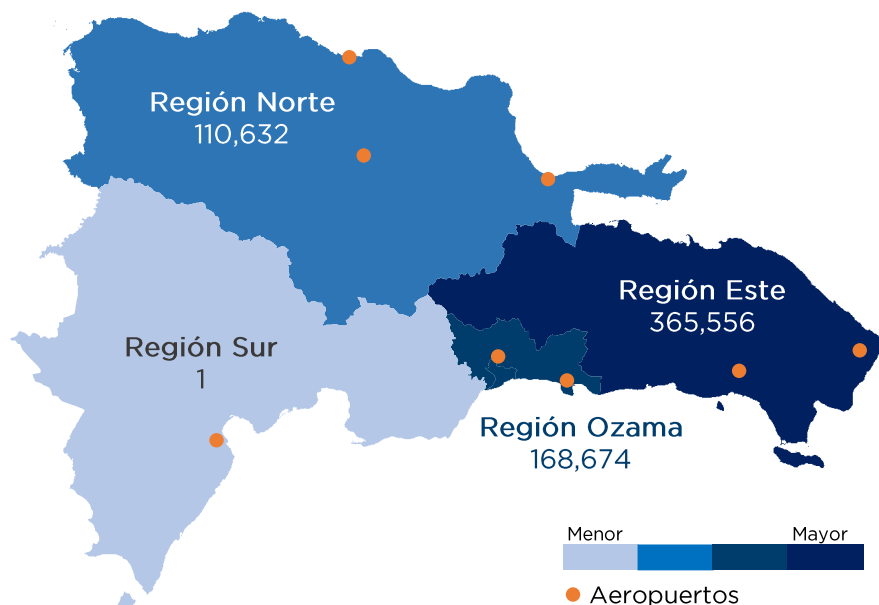 Región Norte
110,632
Región Este
365,556
Región Sur
1
Región Ozama
168,674
Menor
Mayor
Aeropuertos